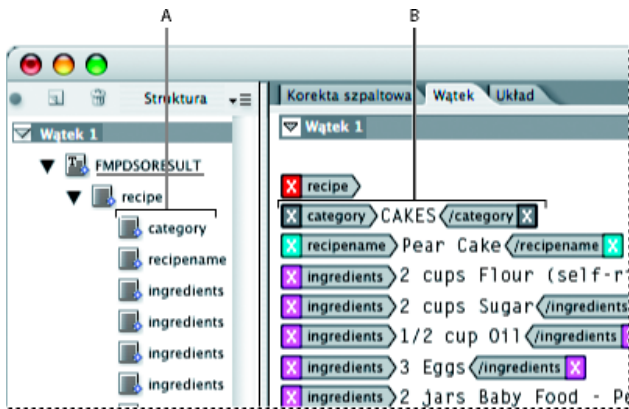 A
B
Struktura
Korekta szpaltowa Wątek Układ
Wątek 1
FMPDSORESULT
recipe
category
recipename
ingredients
ingredients
ingredients
ingredients
Wątek 1
X recipe
X category CAKES /category X
X recipename Pear Cake /recipename X
X ingredients 2 cups Flour (self-r
X ingredients 2 cups Sugar /ingredients
X ingredients 1/2 cup Oil /ingredients X
X ingredients 3 Eggs /ingredients X
X ingredients 2 jars Baby Food - Pe